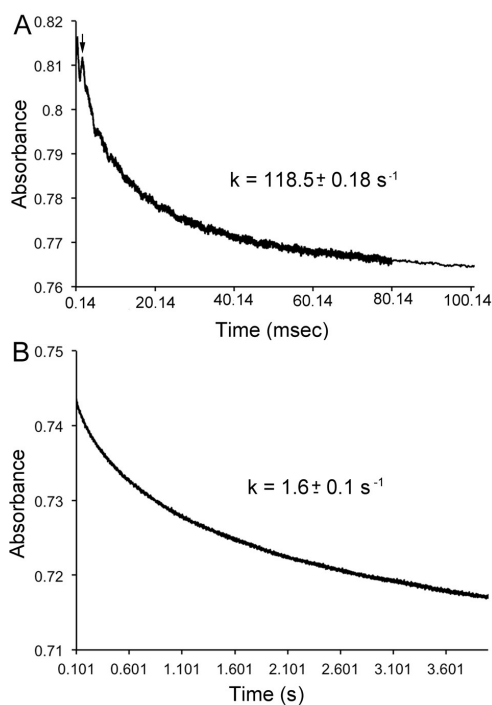 A
0.82
0.81
0.8
0.79
0.78
0.77
0.76
Absorbance
k = 118.5± 0.18 s-1
0.14 20.14 40.14 60.14 80.14 100.14
Time (msec)
B
0.75
0.74
0.73
0.72
0.71
Absorbance
k = 1.6± 0.1 s-1
0.101 0.601 1.101 1.601 2.101 2.601 3.101 3.601
Time (s)